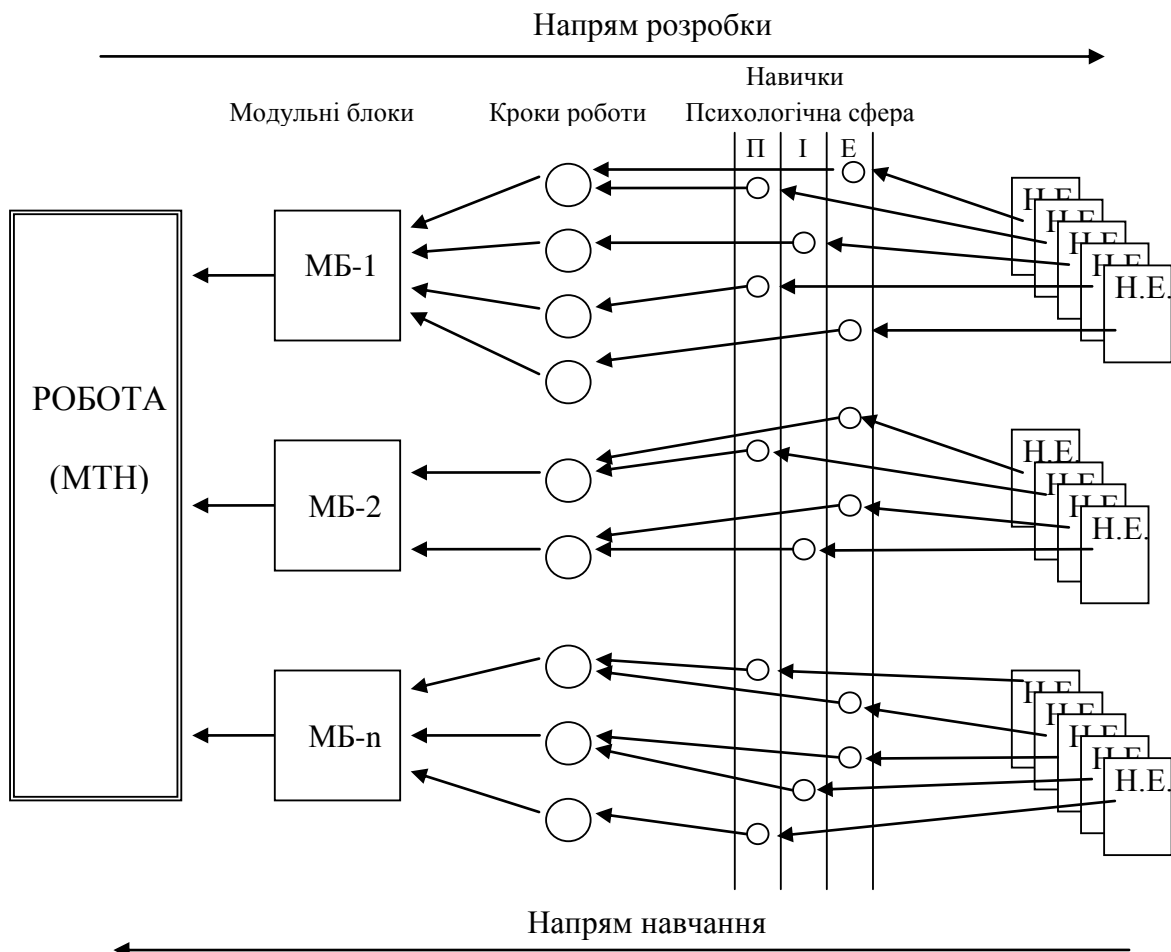 Напрям розробки
Навички
Модульні блоки Кроки роботи Психологічна сфера
П І Е
Н.Е.
Н.Е.
Н.Е.
Н.Е.
Н.Е.
МБ-1
РОБОТА
(МТН)
Н.Е.
Н.Е.
Н.Е.
Н.Е.
МБ-2
Н.Е.
Н.Е.
Н.Е.
Н.Е.
Н.Е.
МБ-n
Напрям навчання